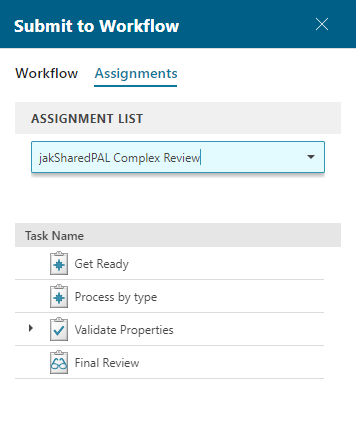 Submit to Workflow
Workflow Assignments
ASSIGNMENT LIST
jakSharedPAL Complex Review
Task Name
Get Ready
Process by type
Validate Properties
Final Review